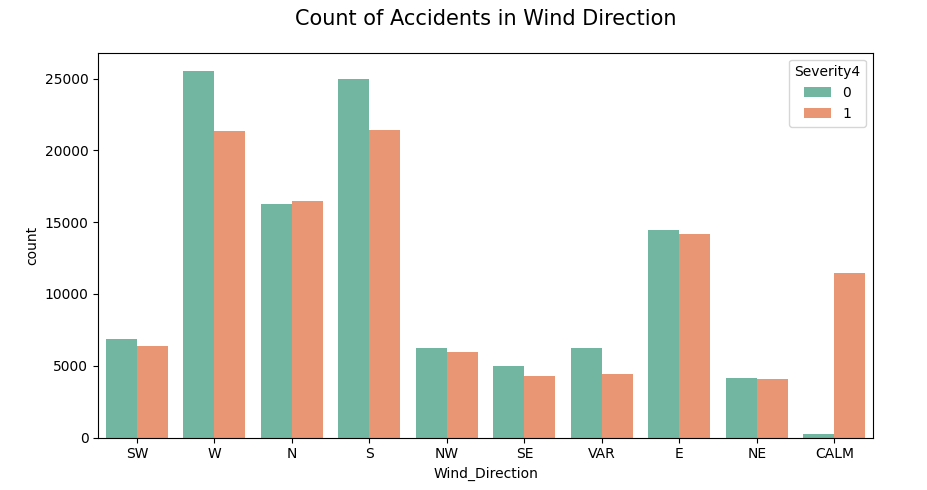 Count of Accidents in Wind Direction
Severity4
0
1
25000
20000
15000
10000
5000
0
count
SW W N S NW SE VAR E NE CALM
Wind_Direction